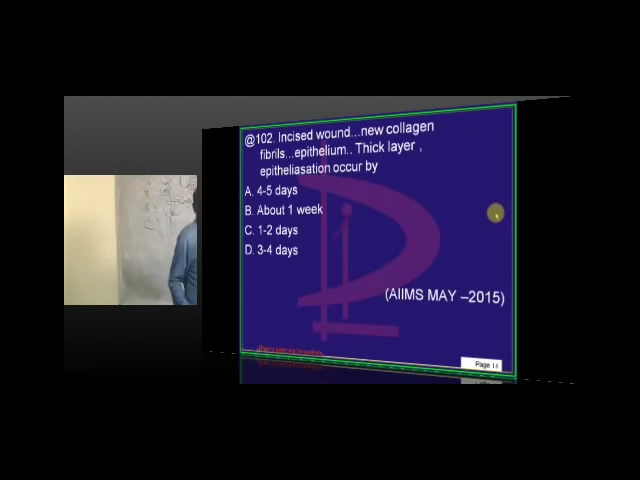 @102. Incised wound...new collagen
fibrils...epithelium.. Thick layer ,
epitheliasation occur by
A. 4-5 days
B. About 1 week
C. 1-2 days
D. 3-4 days
(AIIMS MAY –2015)
Page